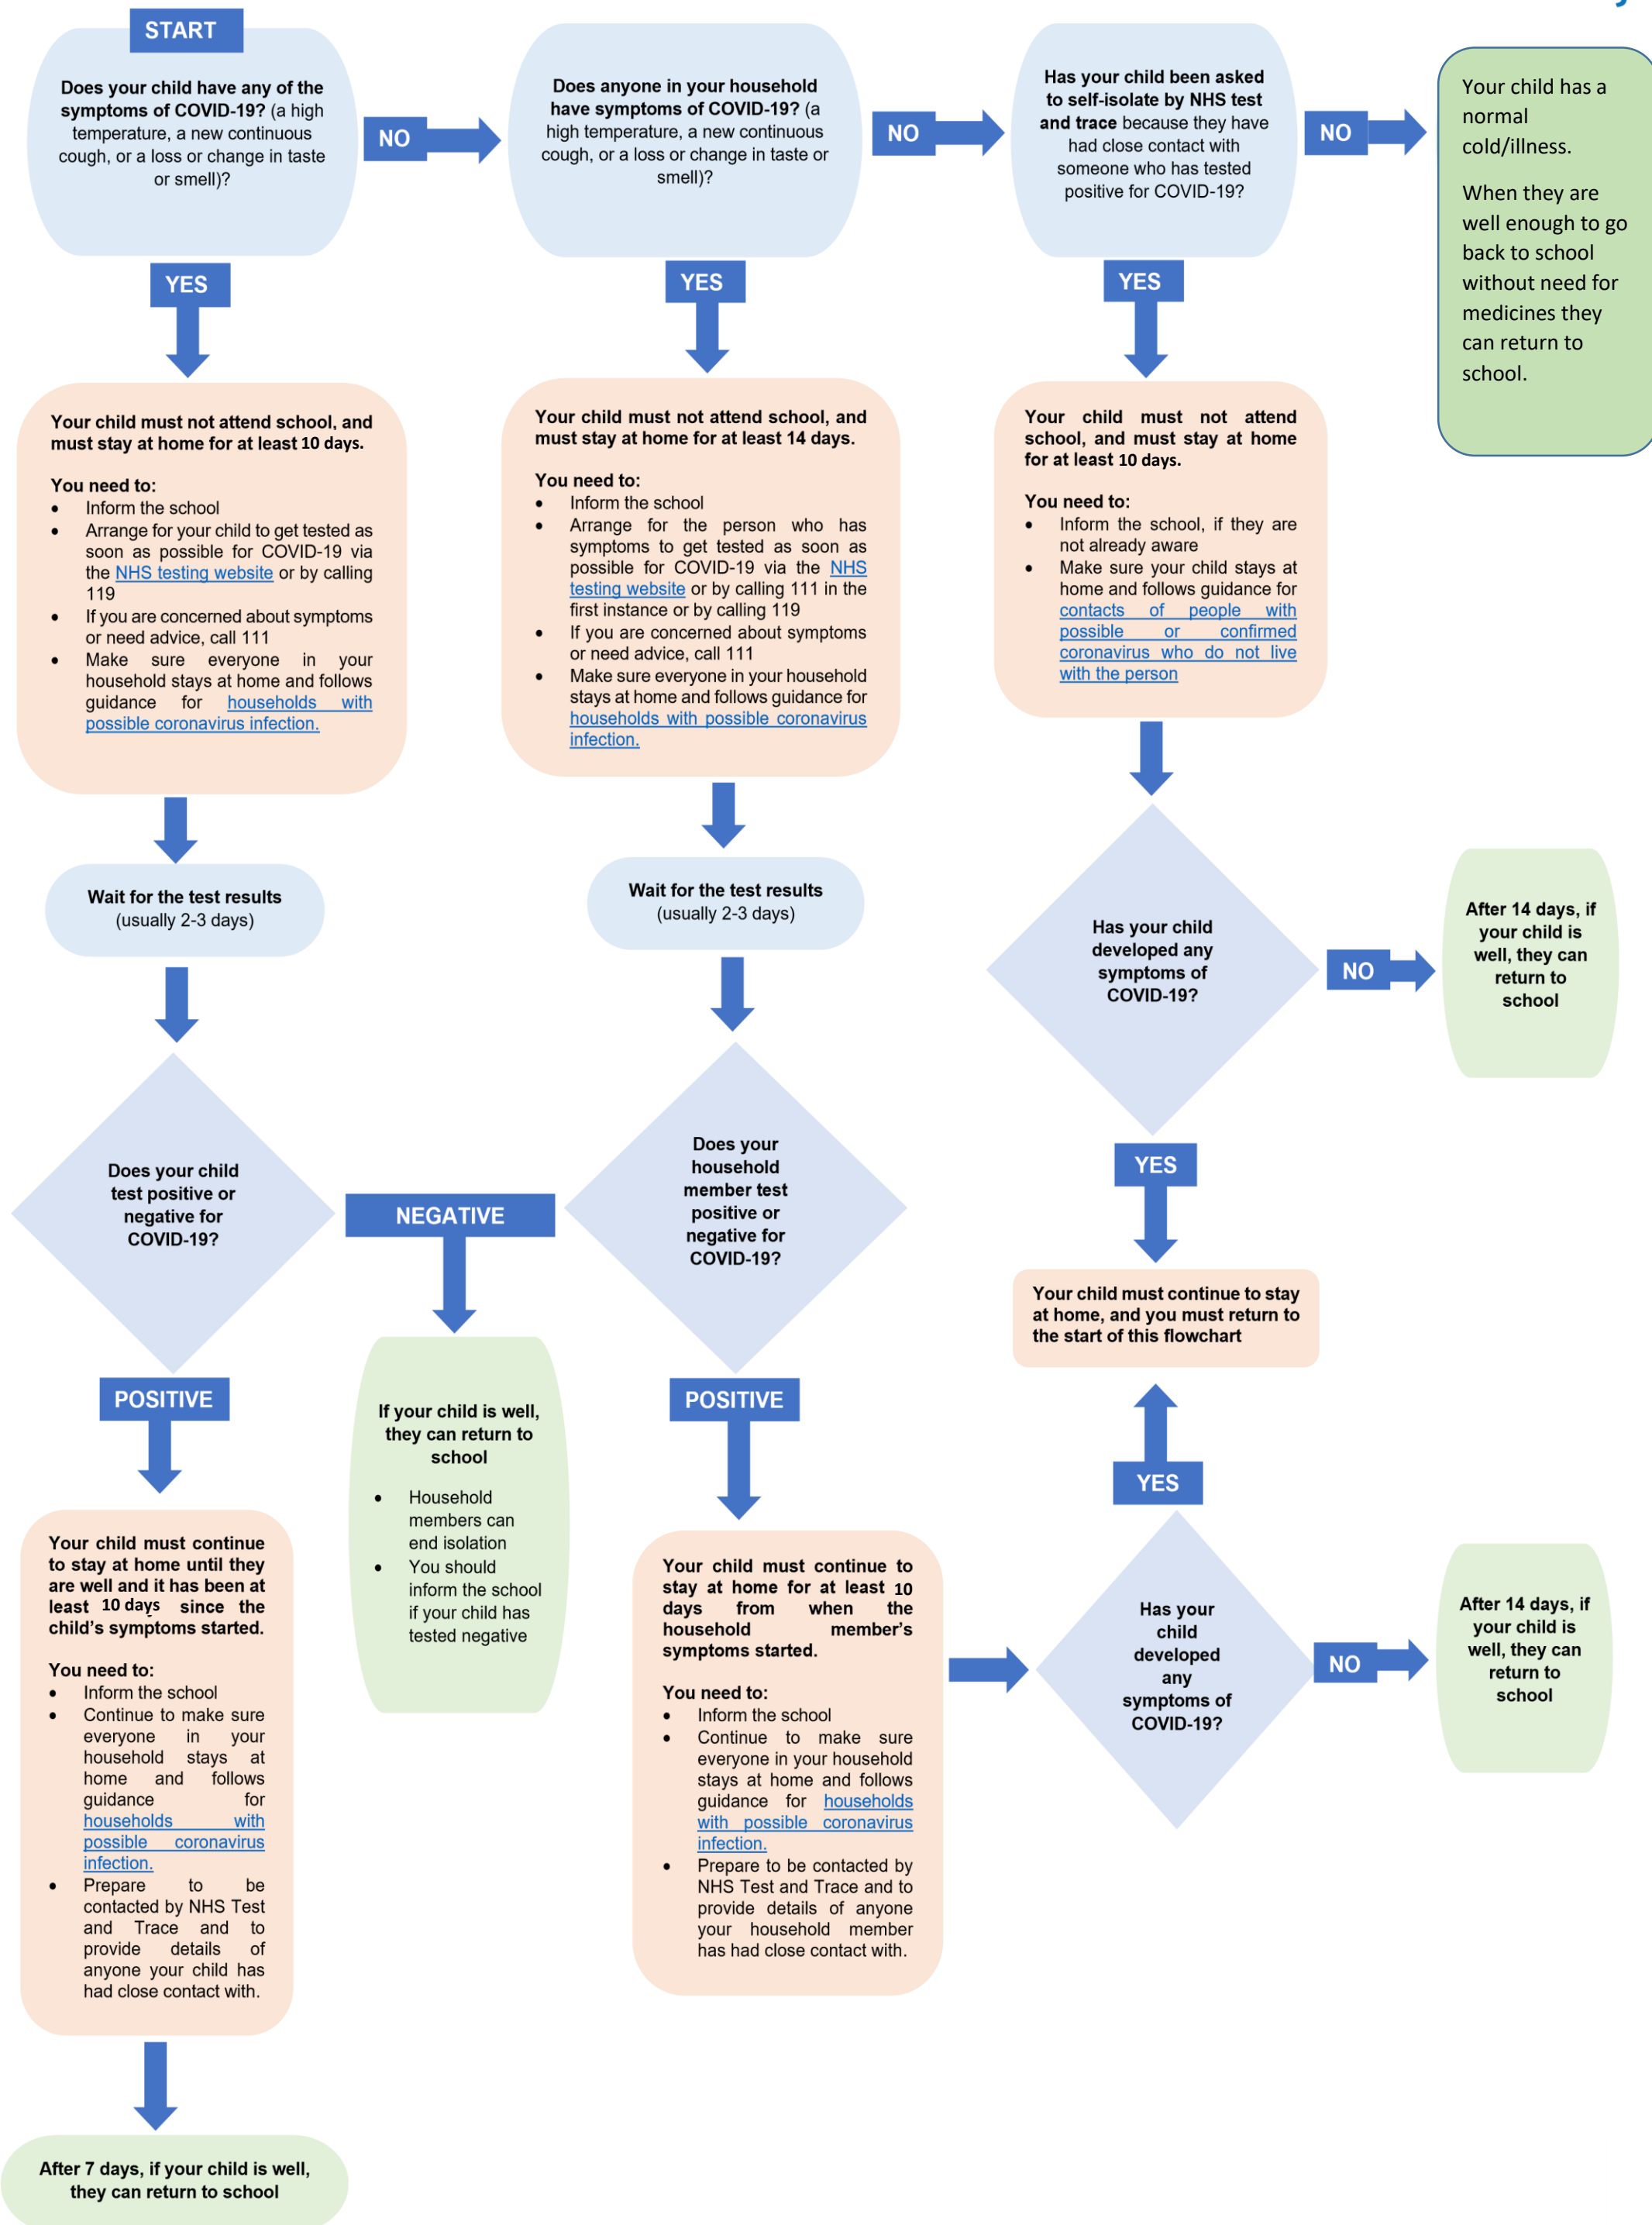 START
Does your child have any of the
symptoms of COVID-19? (a high
temperature, a new continuous
cough, or a loss or change in taste
or smell)?
NO
Does anyone in your household
have symptoms of COVID-19? (a
high temperature, a new continuous
cough, or a loss or change in taste or
smell)?
NO
Has your child been asked
to self-isolate by NHS test
and trace because they have
had close contact with
someone who has tested
positive for COVID-19?
NO
Your child has a
normal
cold/illness.
When they are
well enough to go
back to school
without need for
medicines they
can return to
school.
YES
YES
YES
Your child must not attend school, and
must stay at home for at least 10 days.
You need to:
• Inform the school
• Arrange for your child to get tested as
soon as possible for COVID-19 via
the NHS testing website or by calling
119
• If you are concerned about symptoms
or need advice, call 111
• Make sure everyone in your
household stays at home and follows
guidance for households with
possible coronavirus infection.
Your child must not attend school, and
must stay at home for at least 14 days.
You need to:
• Inform the school
• Arrange for the person who has
symptoms to get tested as soon as
possible for COVID-19 via the NHS
testing website or by calling 111 in the
first instance or by calling 119
• If you are concerned about symptoms
or need advice, call 111
• Make sure everyone in your household
stays at home and follows guidance for
households with possible coronavirus
infection.
Your child must not attend
school, and must stay at home
for at least 10 days.
You need to:
• Inform the school, if they are
not already aware
• Make sure your child stays at
home and follows guidance for
contacts of people with
possible or confirmed
coronavirus who do not live
with the person
Wait for the test results
(usually 2-3 days)
Wait for the test results
(usually 2-3 days)
Has your child
developed any
symptoms of
COVID-19?
NO
After 14 days, if
your child is
well, they can
return to
school
Does your child
test positive or
negative for
COVID-19?
NEGATIVE
Does your
household
member test
positive or
negative for
COVID-19?
YES
Your child must continue to stay
at home, and you must return to
the start of this flowchart
POSITIVE
If your child is well,
they can return to
school
• Household
members can
end isolation
• You should
inform the school
if your child has
tested negative
POSITIVE
YES
Your child must continue
to stay at home until they
are well and it has been at
least 10 days since the
child's symptoms started.
You need to:
• Inform the school
• Continue to make sure
everyone in your
household stays at
home and follows
guidance for
households with
possible coronavirus
infection.
• Prepare to be
contacted by NHS Test
and Trace and to
provide details of
anyone your child has
had close contact with.
Your child must continue to
stay at home for at least 10
days from when the
household member's
symptoms started.
You need to:
• Inform the school
• Continue to make sure
everyone in your household
stays at home and follows
guidance for households
with possible coronavirus
infection.
• Prepare to be contacted by
NHS Test and Trace and to
provide details of anyone
your household member
has had close contact with.
Has your
child
developed
any
symptoms of
COVID-19?
NO
After 14 days, if
your child is
well, they can
return to
school
After 7 days, if your child is well,
they can return to school